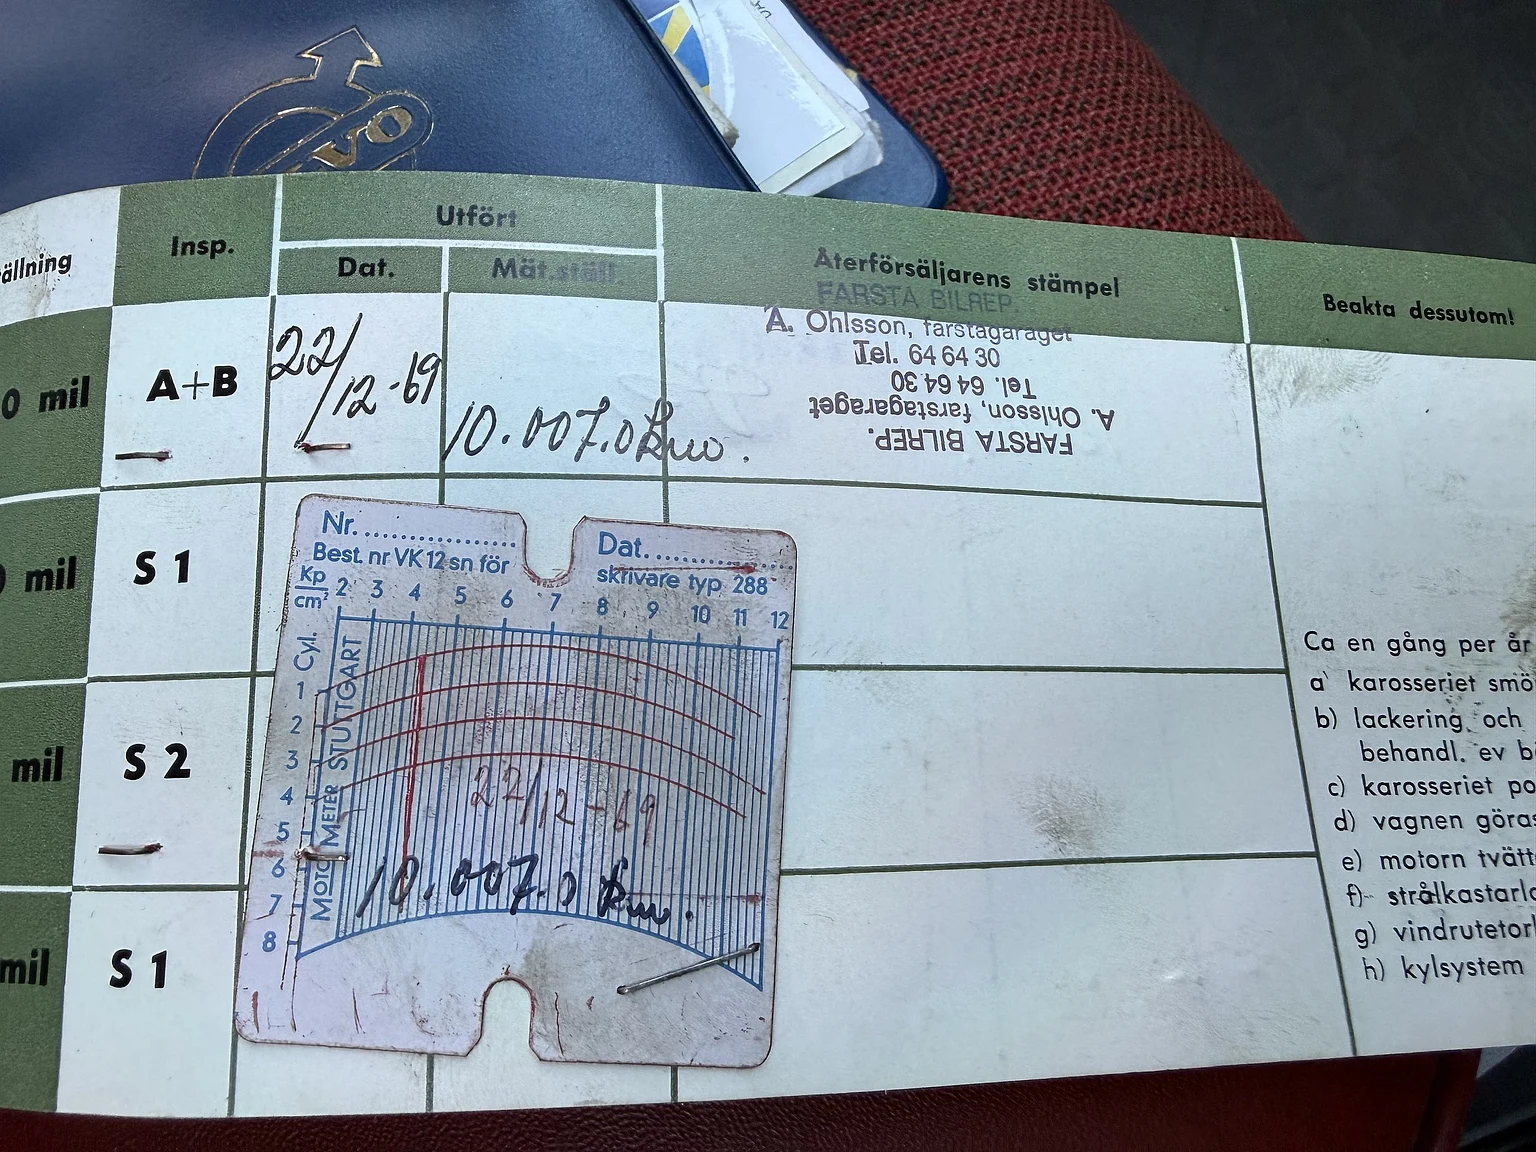 VO
Utfört
Insp.
ällning
Dat.
Mät.ställ.
Återförsäljarens stämpel
Beakta dessutom!
FARSTA BILREP.
A. Ohlsson, farstagaraget
Tel. 64 64 30
Tel. 64 64 30
A. Ohlsson, farstagaraget
FARSTA BILREP.
0 mil
A+B
22/12-69
10.007.0 km.
0 mil
S 1
mil
S 2
mil
S 1
Nr.
Dat.
Best. nr VK 12 sn för
skrivare typ 288
Kp/cm²
2 3 4 5 6 7 8 9 10 11 12
Cyl.
1
2
3
4
5
6
7
8
MOTO METER STUTTGART
22/12-69
10.007.0 km.
Ca en gång per år
a) karosseriet smö
b) lackering och
behandl. ev b
c) karosseriet po
d) vagnen göras
e) motorn tvätt
f) strålkastarl
g) vindrutetor
h) kylsystem